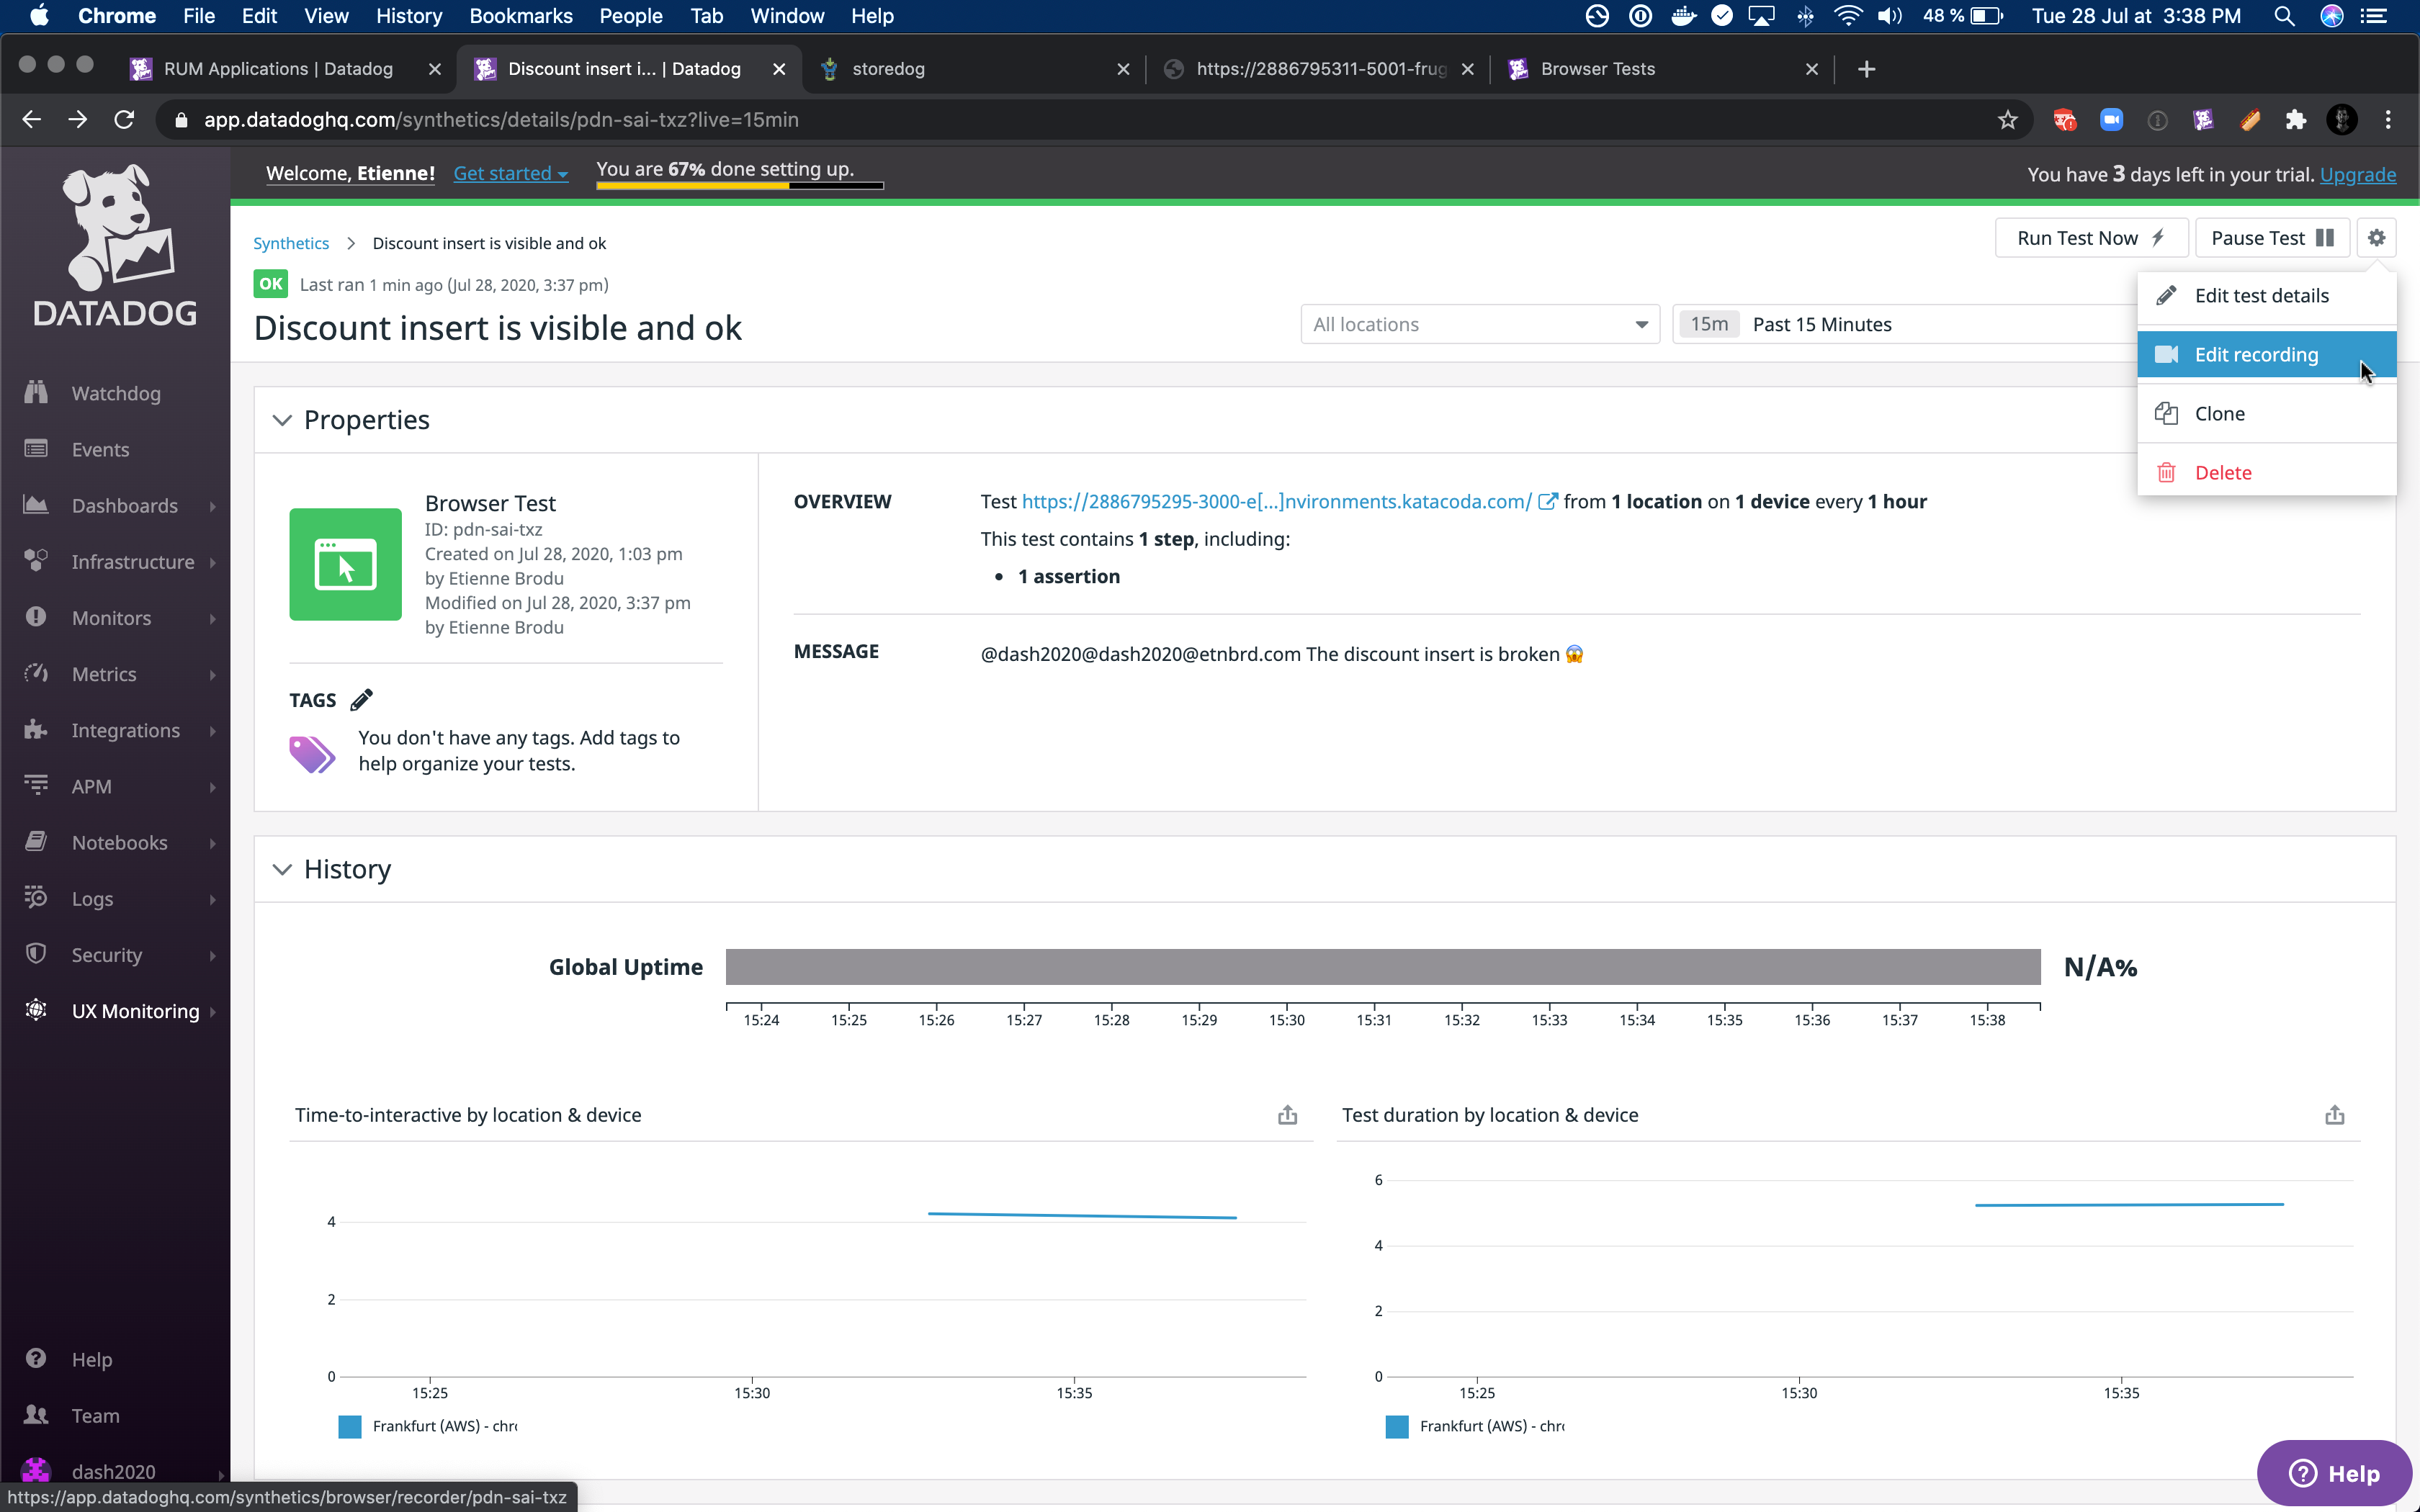 Chrome File Edit View History Bookmarks People Tab Window Help 48 % Tue 28 Jul at 3:38 PM
RUM Applications | Datadog Discount insert i... | Datadog storedog https://2886795311-5001-frug Browser Tests
app.datadoghq.com/synthetics/details/pdn-sai-txz?live=15min
Welcome, Etienne! Get started You are 67% done setting up. You have 3 days left in your trial. Upgrade
DATADOG
Watchdog
Events
Dashboards
Infrastructure
Monitors
Metrics
Integrations
APM
Notebooks
Logs
Security
UX Monitoring
Help
Team
dash2020
Synthetics > Discount insert is visible and ok
Run Test Now Pause Test
OK Last ran 1 min ago (Jul 28, 2020, 3:37 pm)
Discount insert is visible and ok
All locations 15m Past 15 Minutes
Edit test details
Edit recording
Clone
Delete
Properties
Browser Test
ID: pdn-sai-txz
Created on Jul 28, 2020, 1:03 pm
by Etienne Brodu
Modified on Jul 28, 2020, 3:37 pm
by Etienne Brodu
TAGS
You don't have any tags. Add tags to
help organize your tests.
OVERVIEW Test https://2886795295-3000-e[...]nvironments.katacoda.com/ from 1 location on 1 device every 1 hour
This test contains 1 step, including:
• 1 assertion
MESSAGE @dash2020@dash2020@etnbrd.com The discount insert is broken 😱
History
Global Uptime N/A%
15:24 15:25 15:26 15:27 15:28 15:29 15:30 15:31 15:32 15:33 15:34 15:35 15:36 15:37 15:38
Time-to-interactive by location & device
4
2
0
15:25 15:30 15:35
Frankfurt (AWS) - chr
Test duration by location & device
6
4
2
0
15:25 15:30 15:35
Frankfurt (AWS) - chr
Help
https://app.datadoghq.com/synthetics/browser/recorder/pdn-sai-txz